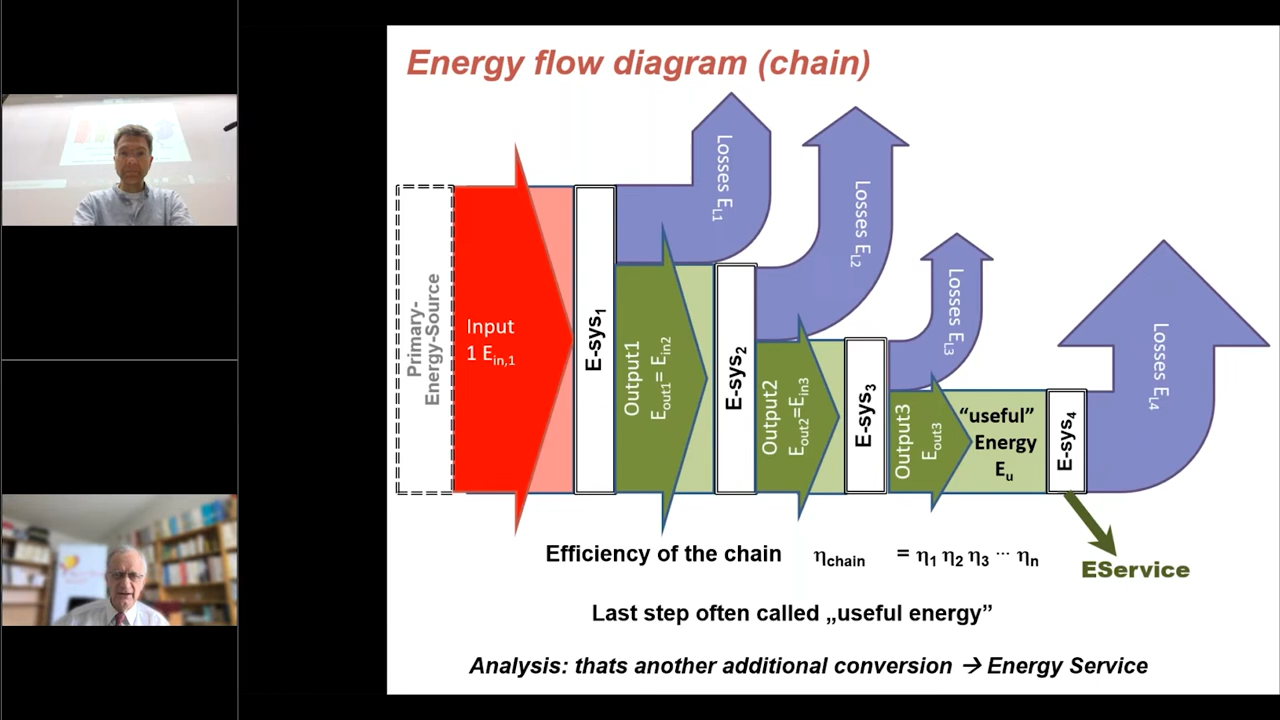 Energy flow diagram (chain)
Primary-
Energy-Source
Input
1 Ein,1
E-sys1
Losses EL1
Output1
Eout1= Ein2
E-sys2
Losses EL2
Output2
Eout2=Ein3
E-sys3
Losses EL3
Output3
Eout3
“useful”
Energy
Eu
E-sys4
Losses EL4
EService
Efficiency of the chain ηchain = η1 η2 η3 ··· ηn
Last step often called „useful energy”
Analysis: thats another additional conversion → Energy Service